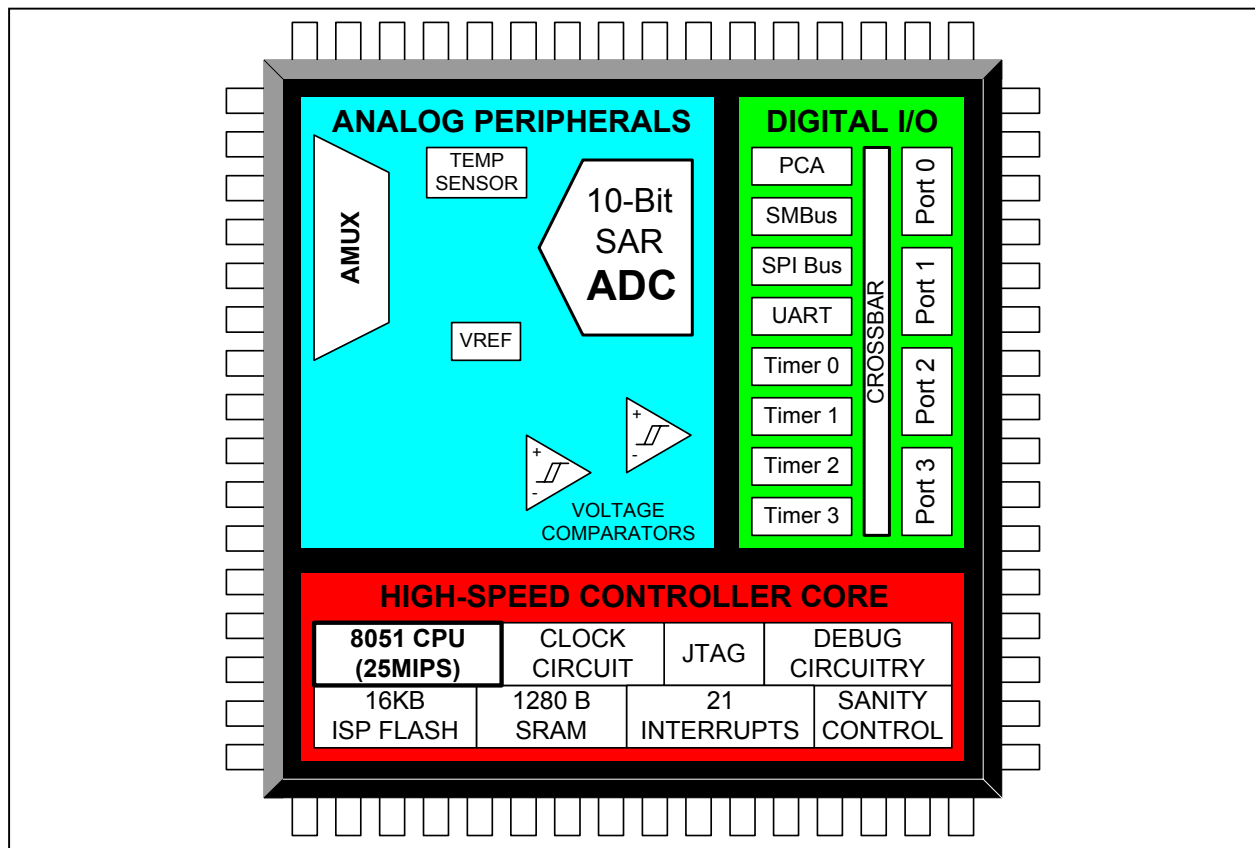 ANALOG PERIPHERALS
AMUX
TEMP
SENSOR
10-Bit
SAR
ADC
VREF
+
-
+
-
VOLTAGE
COMPARATORS
DIGITAL I/O
PCA
SMBus
SPI Bus
UART
Timer 0
Timer 1
Timer 2
Timer 3
CROSSBAR
Port 0
Port 1
Port 2
Port 3
HIGH-SPEED CONTROLLER CORE
8051 CPU
(25MIPS)
CLOCK
CIRCUIT
JTAG
DEBUG
CIRCUITRY
16KB
ISP FLASH
1280 B
SRAM
21
INTERRUPTS
SANITY
CONTROL